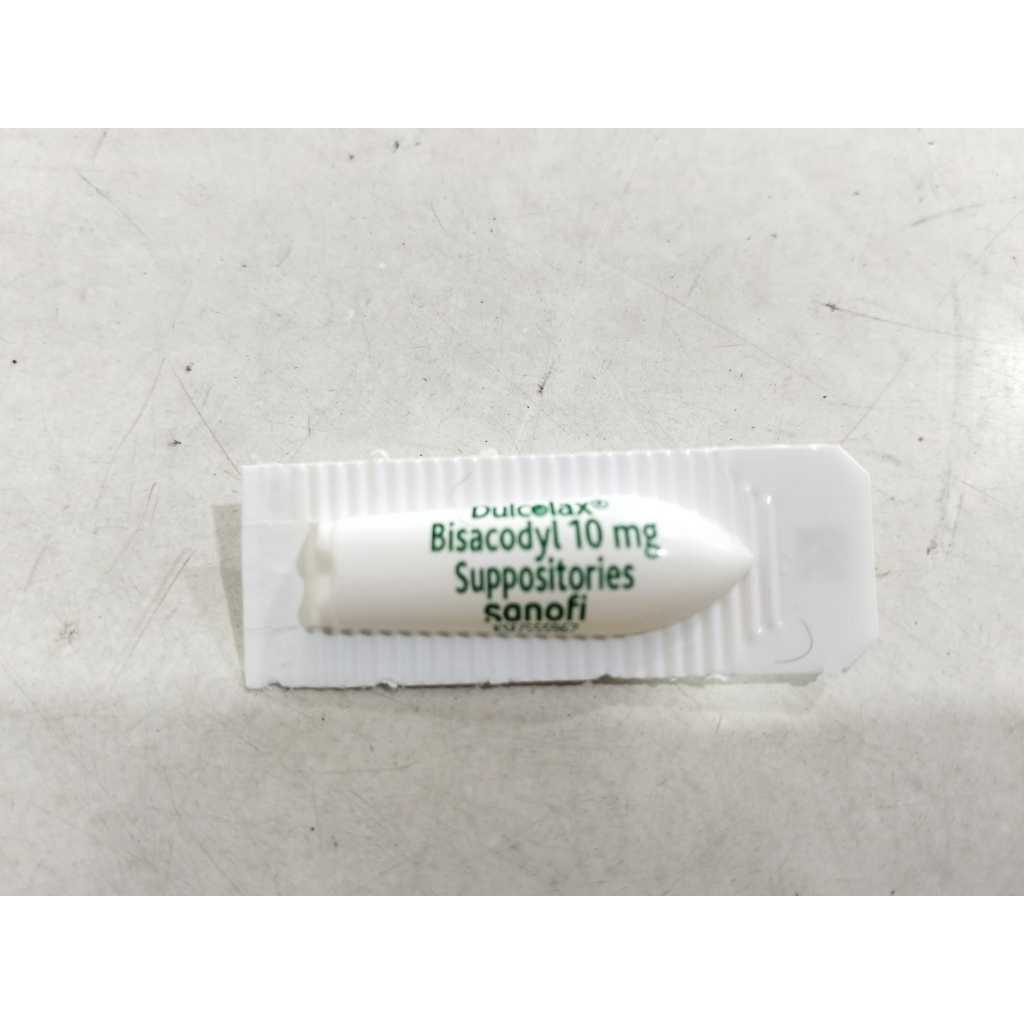 Dulcolax®
Bisacodyl 10 mg
Suppositories
sanofi